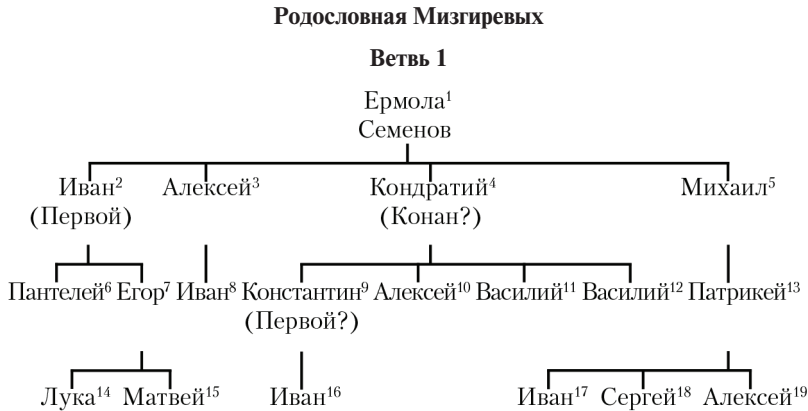 Родословная Мизгиревых
Ветвь 1
Ермола¹
Семенов
Иван² Алексей³ Кондратий⁴ Михаил⁵
(Первой) (Конан?)
Пантелей⁶ Егор⁷ Иван⁸ Константин⁹ Алексей¹⁰ Василий¹¹ Василий¹² Патрикей¹³
(Первой?)
Лука¹⁴ Матвей¹⁵ Иван¹⁶ Иван¹⁷ Сергей¹⁸ Алексей¹⁹